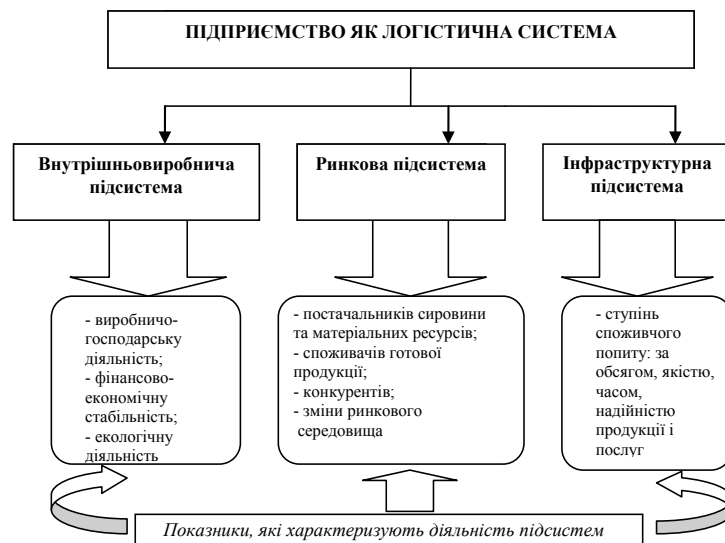 ПІДПРИЄМСТВО ЯК ЛОГІСТИЧНА СИСТЕМА
Внутрішньовиробнича
підсистема
Ринкова підсистема
Інфраструктурна
підсистема
- виробничо-
господарську
діяльність;
- фінансово-
економічну
стабільність;
- екологічну
діяльність
- постачальників сировини
та матеріальних ресурсів;
- споживачів готової
продукції;
- конкурентів;
- зміни ринкового
середовища
- ступінь
споживчого
попиту: за
обсягом, якістю,
часом,
надійністю
продукції і
послуг
Показники, які характеризують діяльність підсистем